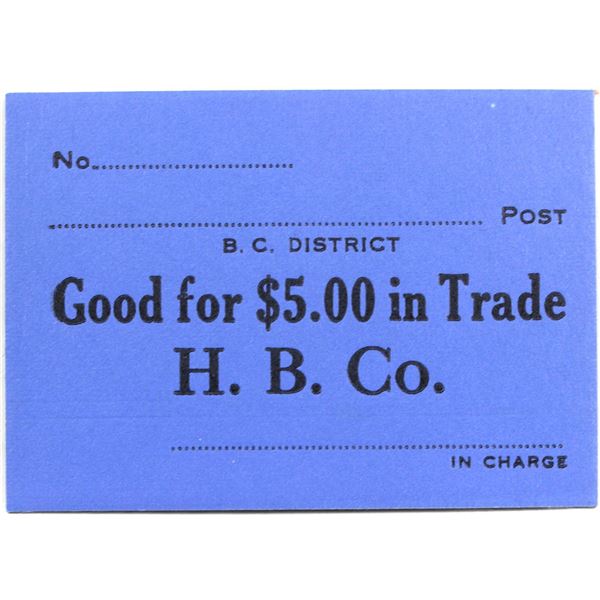 No..............................
.............................................................. POST
B. C. DISTRICT
Good for $5.00 in Trade
H. B. Co.
.........................................................
IN CHARGE